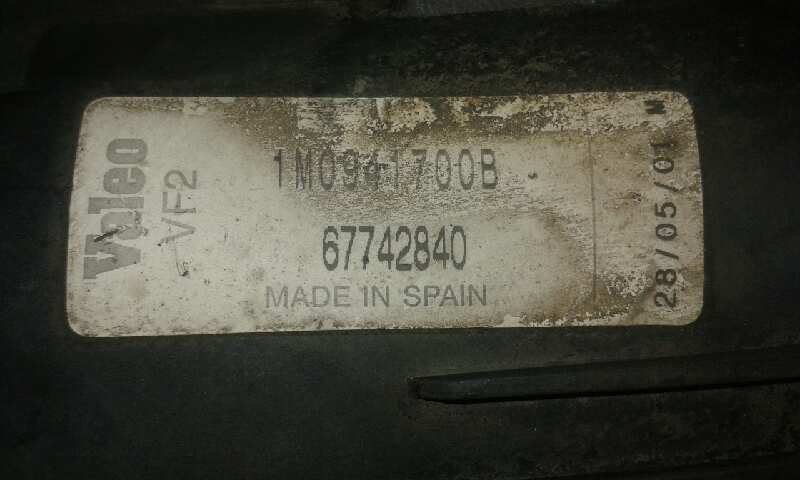 Valeo
VF2
1M0941700B
67742840
MADE IN SPAIN
28/05/01 M